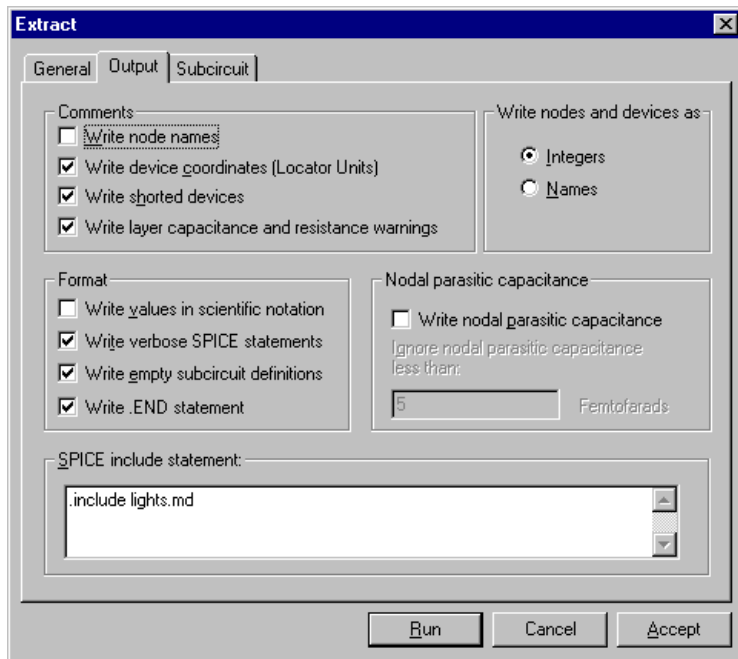 Extract
General Output Subcircuit
Comments
Write node names
Write device coordinates (Locator Units)
Write shorted devices
Write layer capacitance and resistance warnings
Write nodes and devices as
Integers
Names
Format
Write values in scientific notation
Write verbose SPICE statements
Write empty subcircuit definitions
Write .END statement
Nodal parasitic capacitance
Write nodal parasitic capacitance
Ignore nodal parasitic capacitance
less than:
5 Femtofarads
SPICE include statement:
.include lights.md
Run Cancel Accept